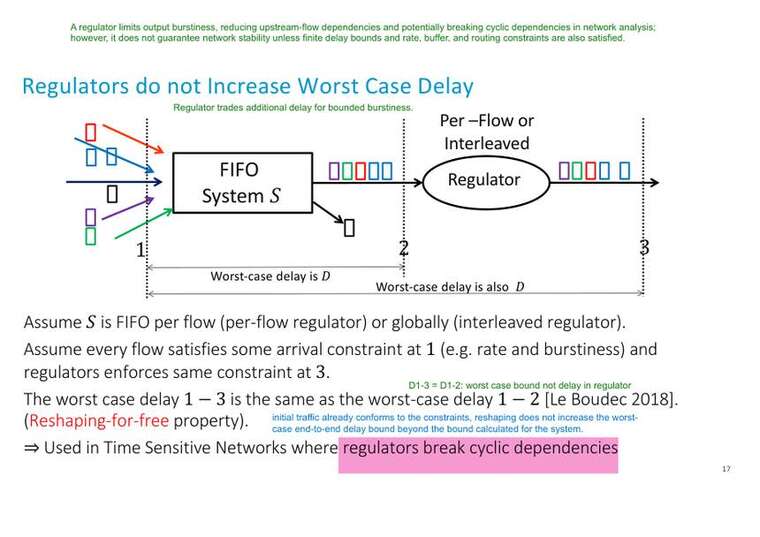 A regulator limits output burstiness, reducing upstream-flow dependencies and potentially breaking cyclic dependencies in network analysis;
however, it does not guarantee network stability unless finite delay bounds and rate, buffer, and routing constraints are also satisfied.
Regulators do not Increase Worst Case Delay
Regulator trades additional delay for bounded burstiness.
Per –Flow or
Interleaved
FIFO
System S
Regulator
1
2
3
Worst-case delay is D
Worst-case delay is also D
Assume S is FIFO per flow (per-flow regulator) or globally (interleaved regulator).
Assume every flow satisfies some arrival constraint at 1 (e.g. rate and burstiness) and
regulators enforces same constraint at 3.
D1-3 = D1-2: worst case bound not delay in regulator
The worst case delay 1 − 3 is the same as the worst-case delay 1 − 2 [Le Boudec 2018].
(Reshaping-for-free property).
initial traffic already conforms to the constraints, reshaping does not increase the worst-
case end-to-end delay bound beyond the bound calculated for the system.
⇒ Used in Time Sensitive Networks where regulators break cyclic dependencies
17